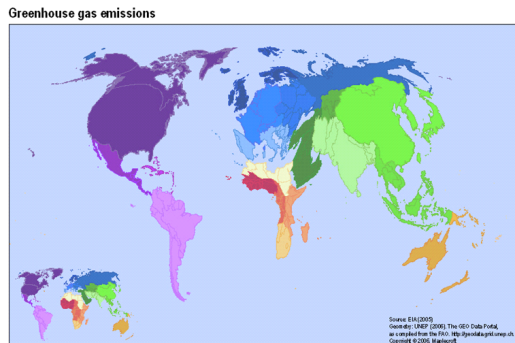 Greenhouse gas emissions
Source: EIA (2005)
Geometry: UNEP (2006). The GEO Data Portal,
as compiled from the FAO. http://geodata.grid.unep.ch.
Copyright © 2006, Maplecroft